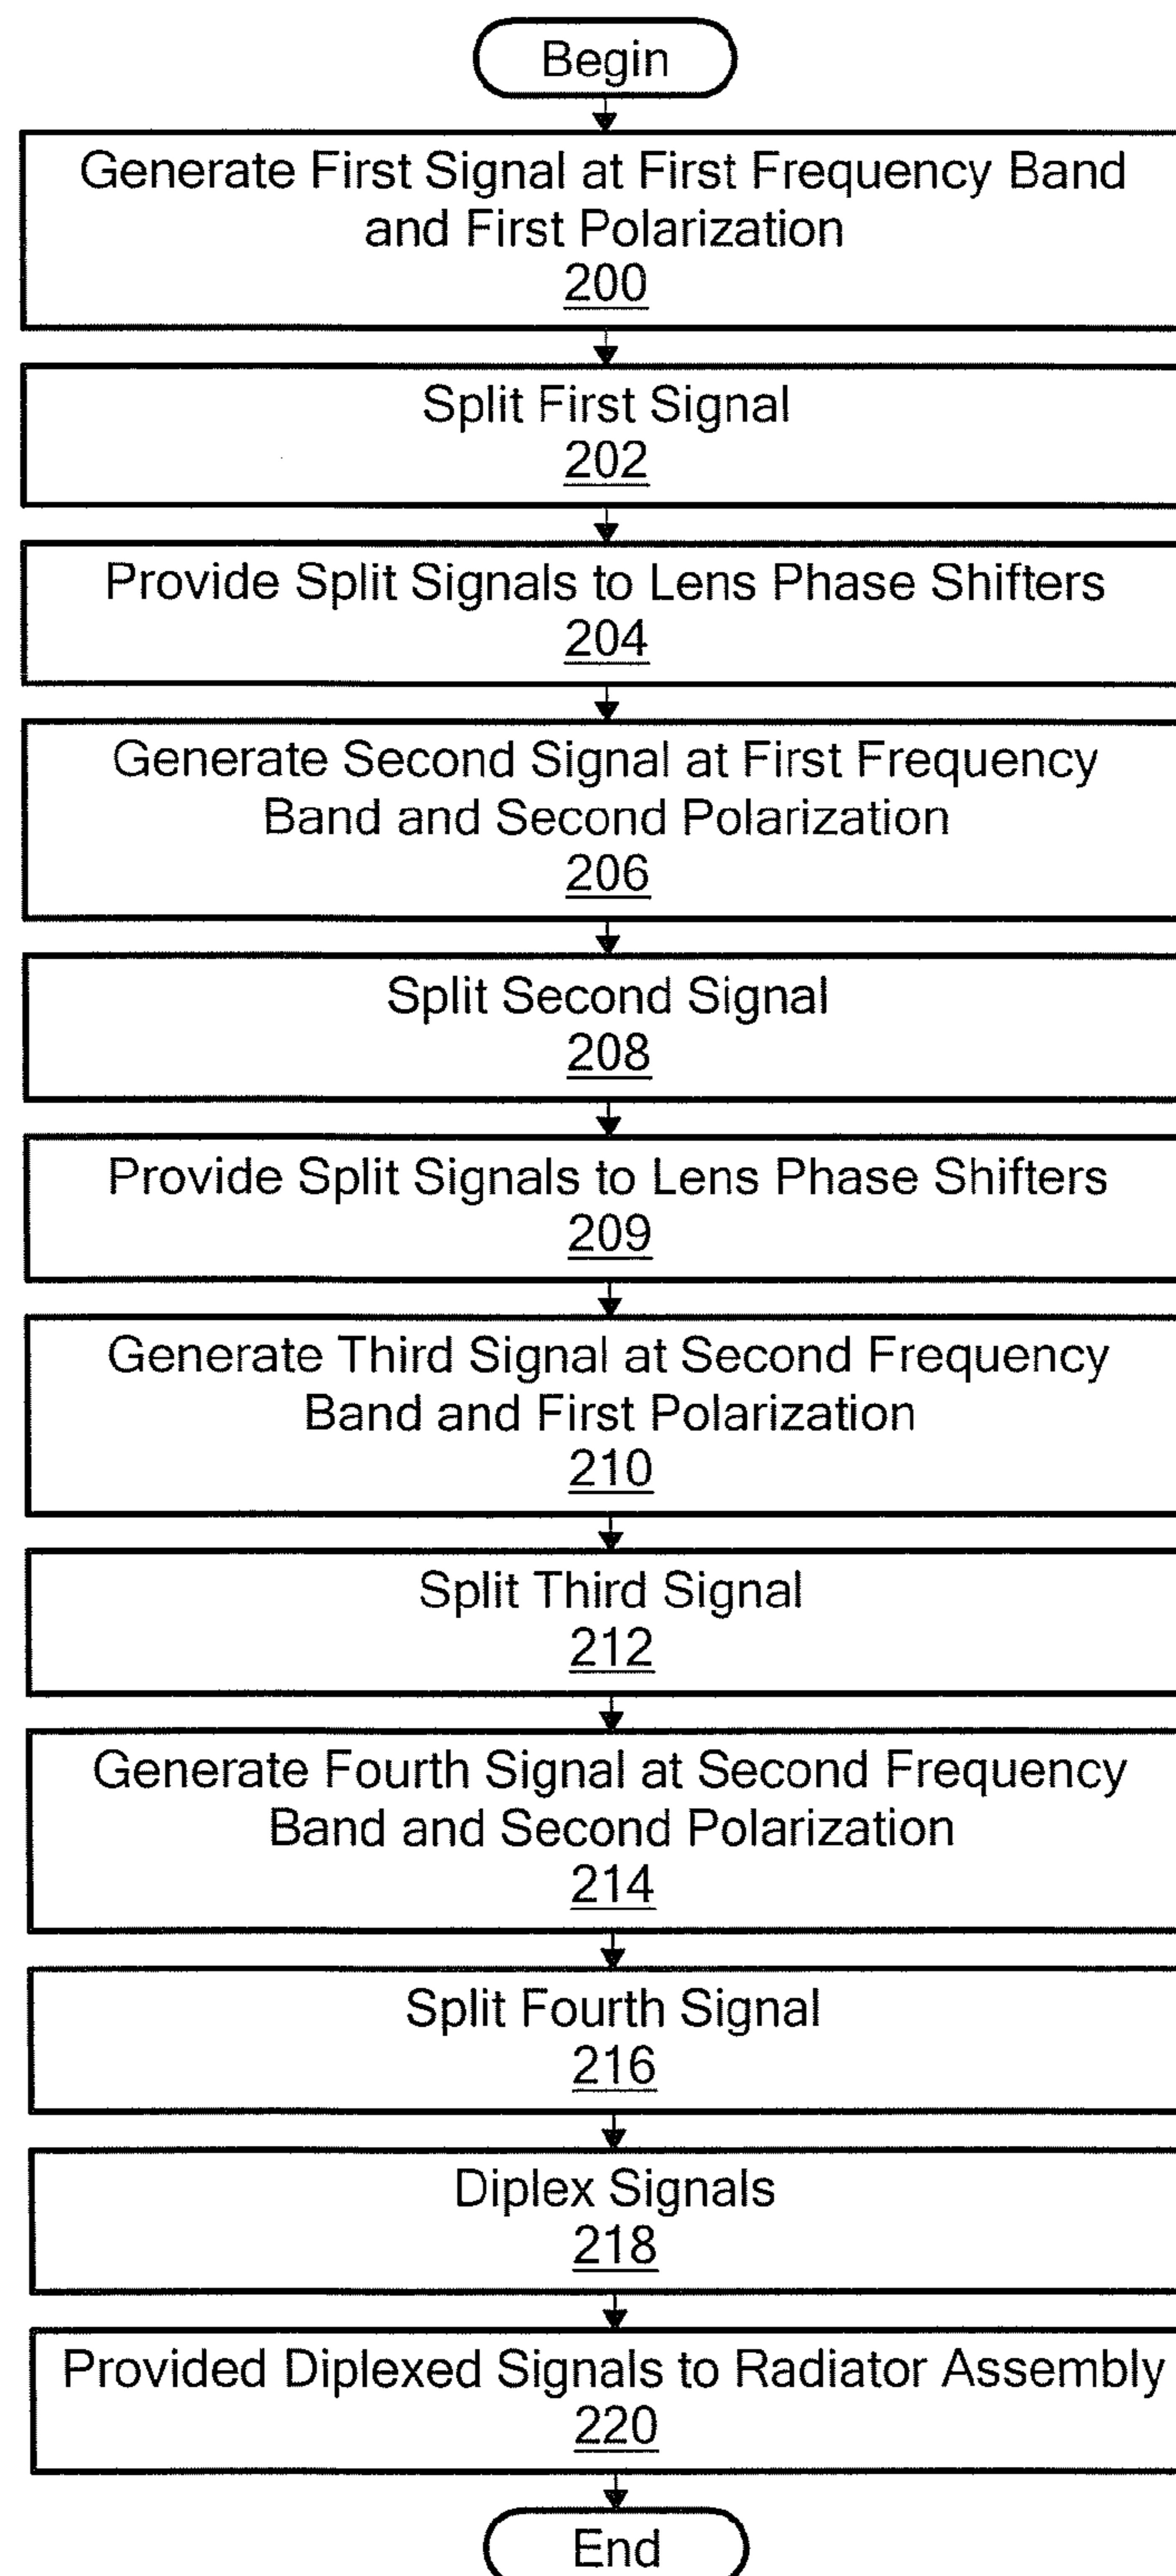 Begin
Generate First Signal at First Frequency Band
and First Polarization
200
Split First Signal
202
Provide Split Signals to Lens Phase Shifters
204
Generate Second Signal at First Frequency
Band and Second Polarization
206
Split Second Signal
208
Provide Split Signals to Lens Phase Shifters
209
Generate Third Signal at Second Frequency
Band and First Polarization
210
Split Third Signal
212
Generate Fourth Signal at Second Frequency
Band and Second Polarization
214
Split Fourth Signal
216
Diplex Signals
218
Provided Diplexed Signals to Radiator Assembly
220
End